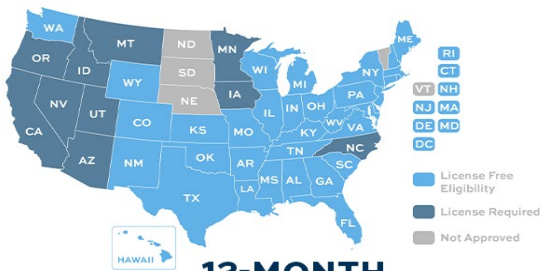 WA
ME
MT
ND
MN
OR
ID
SD
WI
NY
RI
WY
MI
CT
NE
IA
PA
VT NH
NV
UT
IL IN OH
NJ MA
CO
KS
MO
WV VA
DE MD
CA
KY
DC
AZ
NM
OK
AR
TN
NC
SC
TX
LA
MS AL GA
FL
License Free
Eligibility
License Required
Not Approved
HAWAII
12-MONTH